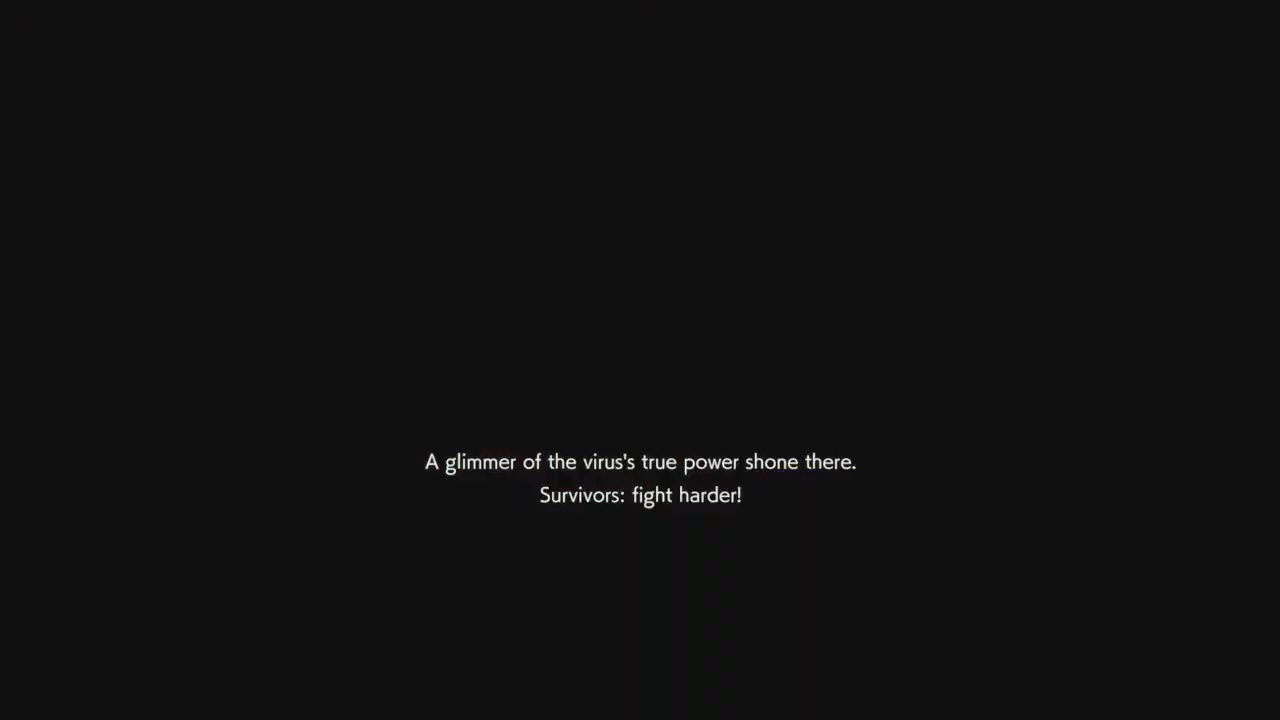 A glimmer of the virus's true power shone there.
Survivors: fight harder!